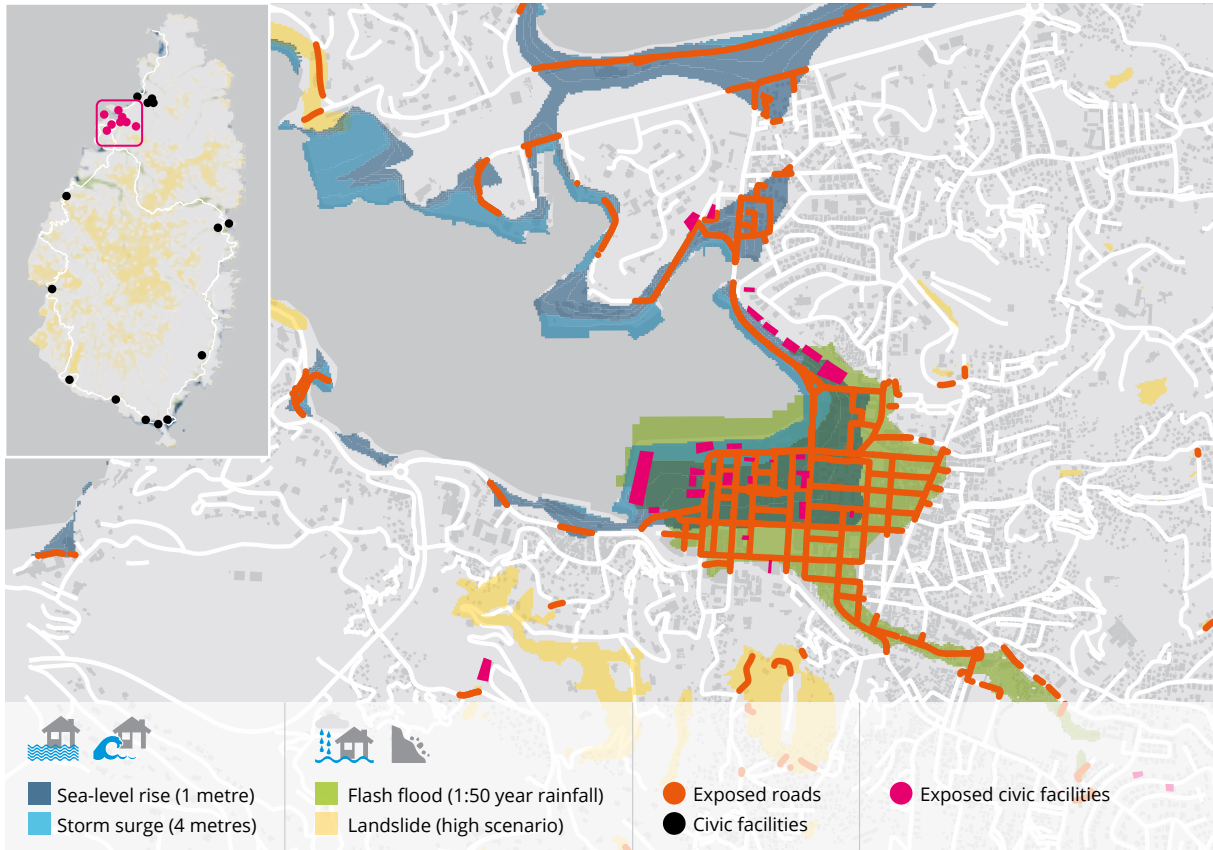 Sea-level rise (1 metre)
Storm surge (4 metres)
Flash flood (1:50 year rainfall)
Landslide (high scenario)
Exposed roads
Civic facilities
Exposed civic facilities